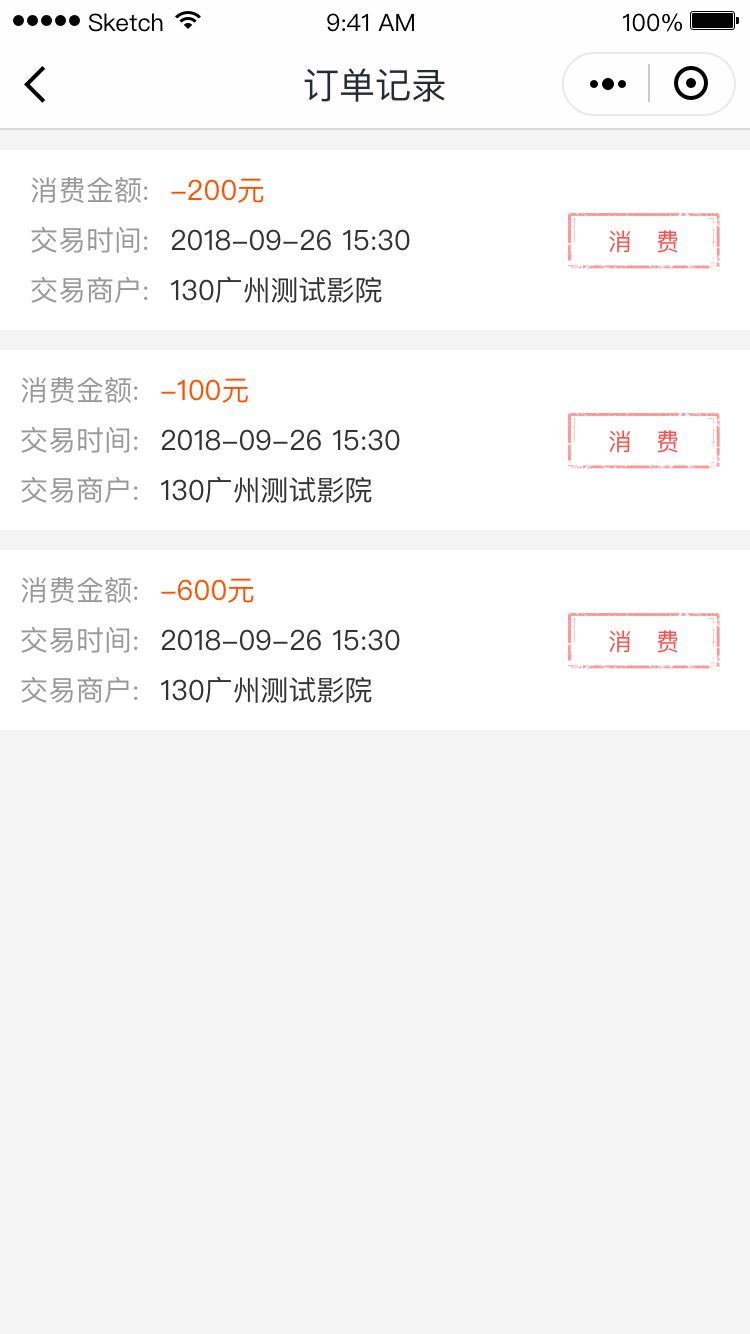 Sketch 9:41 AM 100%
订单记录
消费金额: -200元
交易时间: 2018-09-26 15:30
消 费
交易商户: 130广州测试影院
消费金额: -100元
交易时间: 2018-09-26 15:30
消 费
交易商户: 130广州测试影院
消费金额: -600元
交易时间: 2018-09-26 15:30
消 费
交易商户: 130广州测试影院